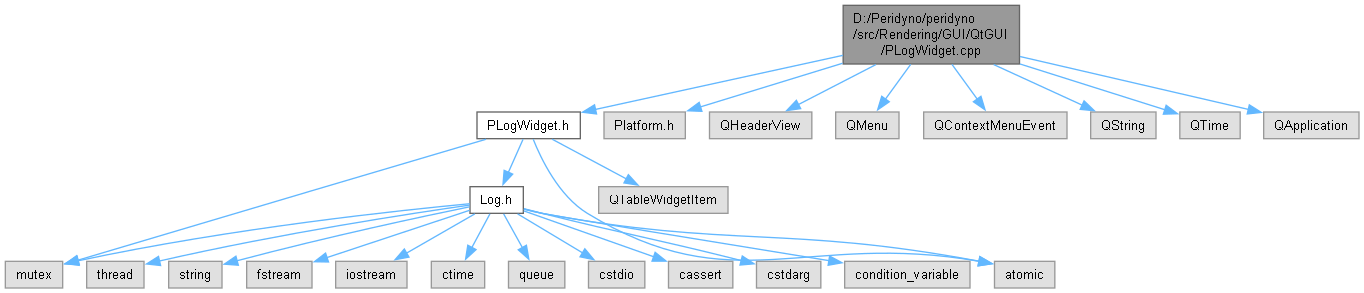 D:/Peridyno/peridyno
/src/Rendering/GUI/QtGUI
/PLogWidget.cpp
PLogWidget.h
Platform.h
QHeaderView
QMenu
QContextMenuEvent
QString
QTime
QApplication
Log.h
QTableWidgetItem
mutex
thread
string
fstream
iostream
ctime
queue
cstdio
cassert
cstdarg
condition_variable
atomic